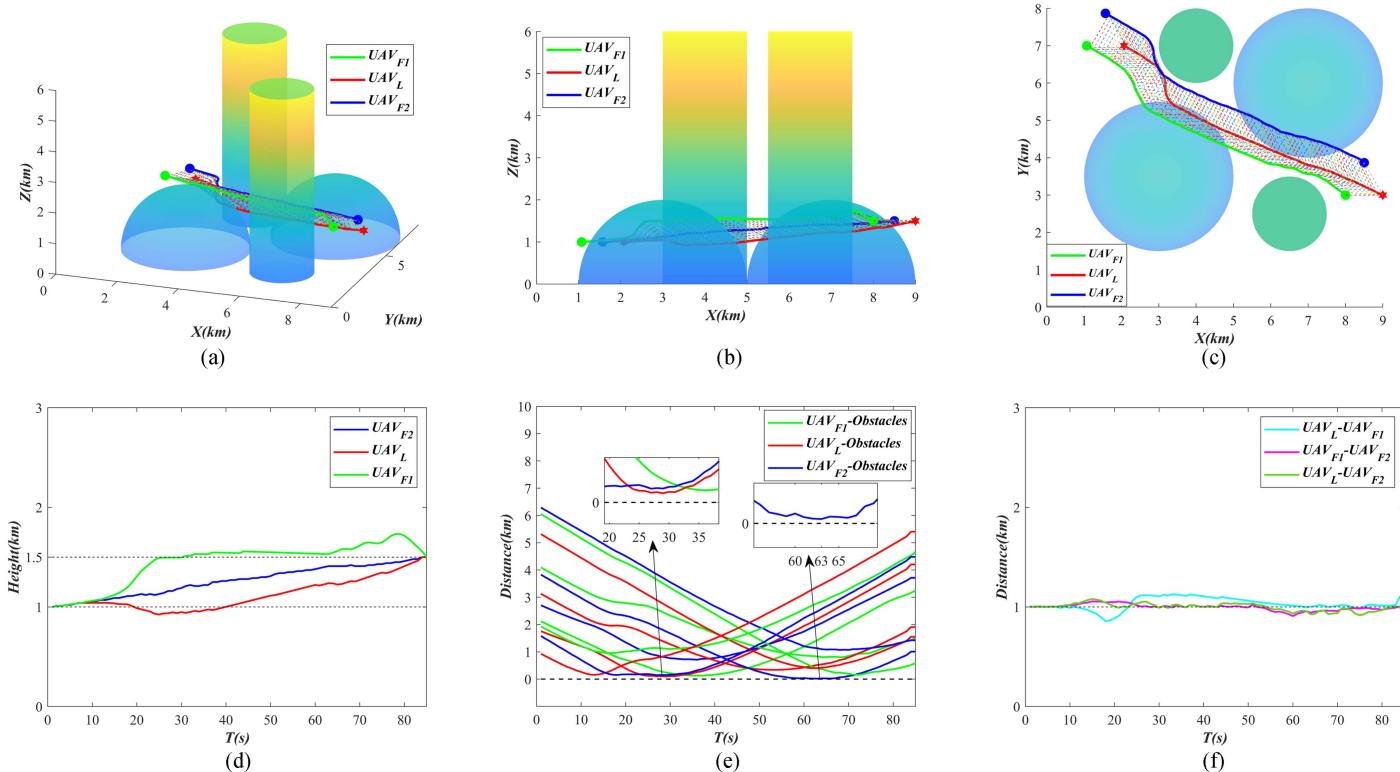 UAV_F1
UAV_L
UAV_F2
6
5
4
3
2
1
0
Z(km)
0
2
4
6
8
X(km)
0
5
Y(km)
(a)
UAV_F1
UAV_L
UAV_F2
6
5
4
3
2
1
0
Z(km)
0
1
2
3
4
5
6
7
8
9
X(km)
(b)
8
7
6
5
4
3
2
1
0
Y(km)
UAV_F1
UAV_L
UAV_F2
0
1
2
3
4
5
6
7
8
9
X(km)
(c)
3
2
1.5
1
0
Height(km)
UAV_F2
UAV_L
UAV_F1
0
10
20
30
40
50
60
70
80
T(s)
(d)
10
9
8
7
6
5
4
3
2
1
0
Distance(km)
UAV_F1-Obstacles
UAV_L-Obstacles
UAV_F2-Obstacles
0
20
25
30
35
0
60
63
65
0
10
20
30
40
50
60
70
80
T(s)
(e)
3
2
1
0
Distance(km)
UAV_L-UAV_F1
UAV_F1-UAV_F2
UAV_L-UAV_F2
0
10
20
30
40
50
60
70
80
T(s)
(f)